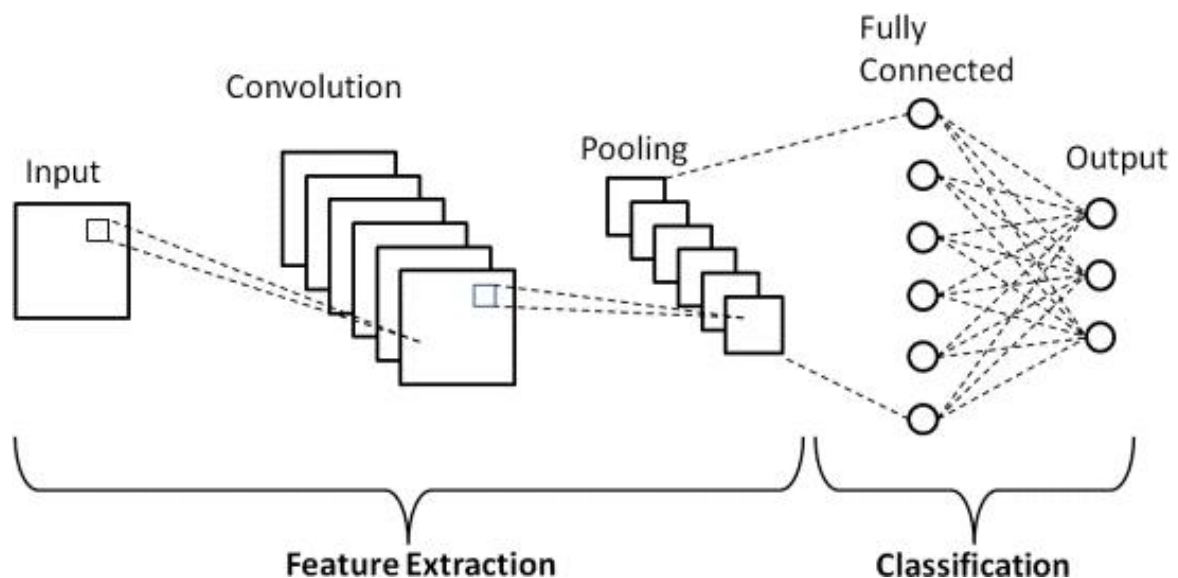 Input
Convolution
Pooling
Fully
Connected
Output
Feature Extraction
Classification